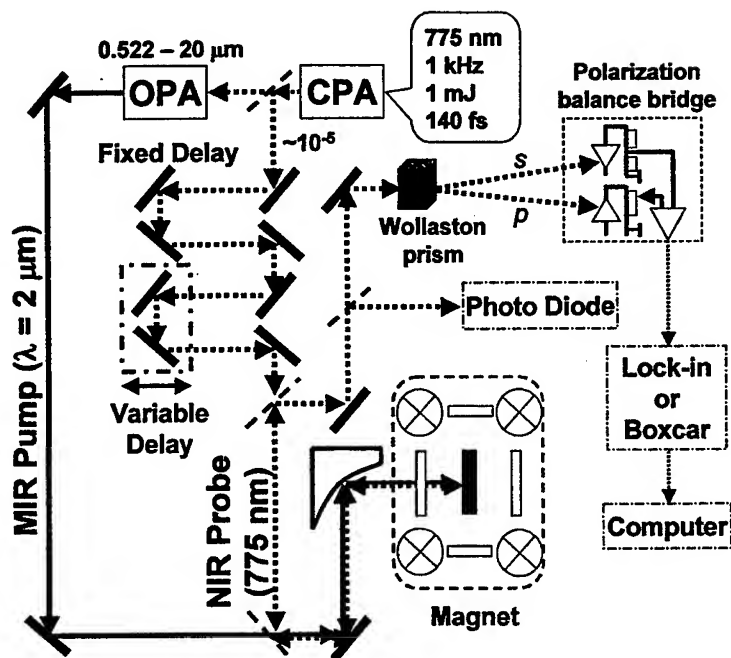 0.522 – 20 μm
OPA
CPA
775 nm
1 kHz
1 mJ
140 fs
~10⁻⁵
Fixed Delay
Variable
Delay
MIR Pump (λ = 2 μm)
NIR Probe
(775 nm)
Wollaston
prism
s
p
Polarization
balance bridge
Photo Diode
Lock-in
or
Boxcar
Computer
Magnet